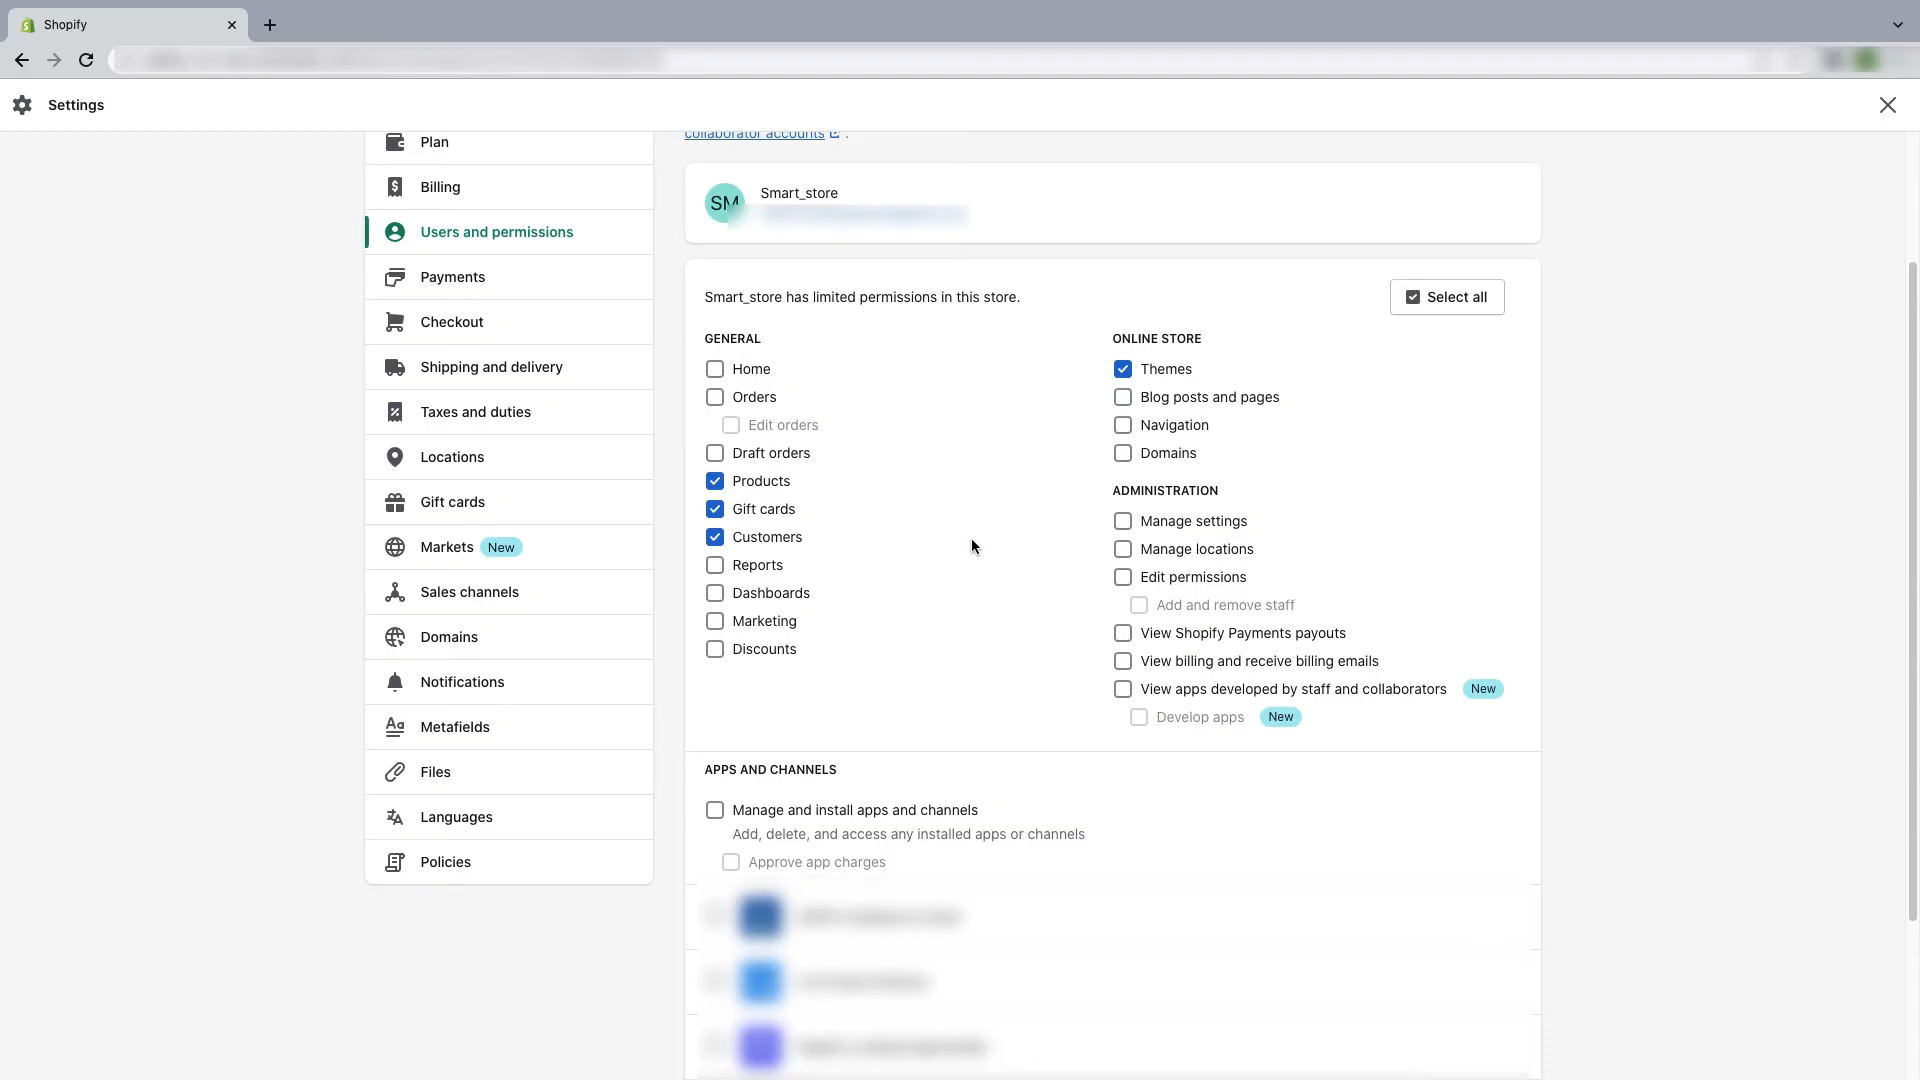 Shopify
Settings
Plan
Billing
Users and permissions
Payments
Checkout
Shipping and delivery
Taxes and duties
Locations
Gift cards
Markets New
Sales channels
Domains
Notifications
Metafields
Files
Languages
Policies
collaborator accounts .
SM
Smart_store
Smart_store has limited permissions in this store.
Select all
GENERAL
Home
Orders
Edit orders
Draft orders
Products
Gift cards
Customers
Reports
Dashboards
Marketing
Discounts
ONLINE STORE
Themes
Blog posts and pages
Navigation
Domains
ADMINISTRATION
Manage settings
Manage locations
Edit permissions
Add and remove staff
View Shopify Payments payouts
View billing and receive billing emails
View apps developed by staff and collaborators New
Develop apps New
APPS AND CHANNELS
Manage and install apps and channels
Add, delete, and access any installed apps or channels
Approve app charges